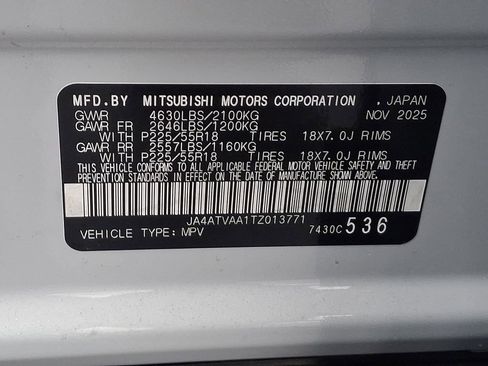 MFD.BY MITSUBISHI MOTORS CORPORATION , JAPAN
GVWR 4630LBS/2100KG NOV 2025
GAWR FR 2646LBS/1200KG
WITH P225/55R18 TIRES 18X7.0J RIMS
GAWR RR 2557LBS/1160KG
WITH P225/55R18 TIRES 18X7.0J RIMS
THIS VEHICLE CONFORMS TO ALL APPLICABLE FEDERAL MOTOR VEHICLE SAFETY AND THEFT
PREVENTION STANDARDS IN EFFECT ON THE DATE OF MANUFACTURE SHOWN ABOVE.
JA4ATVAA1TZ013771
VEHICLE TYPE: MPV 7430C 536